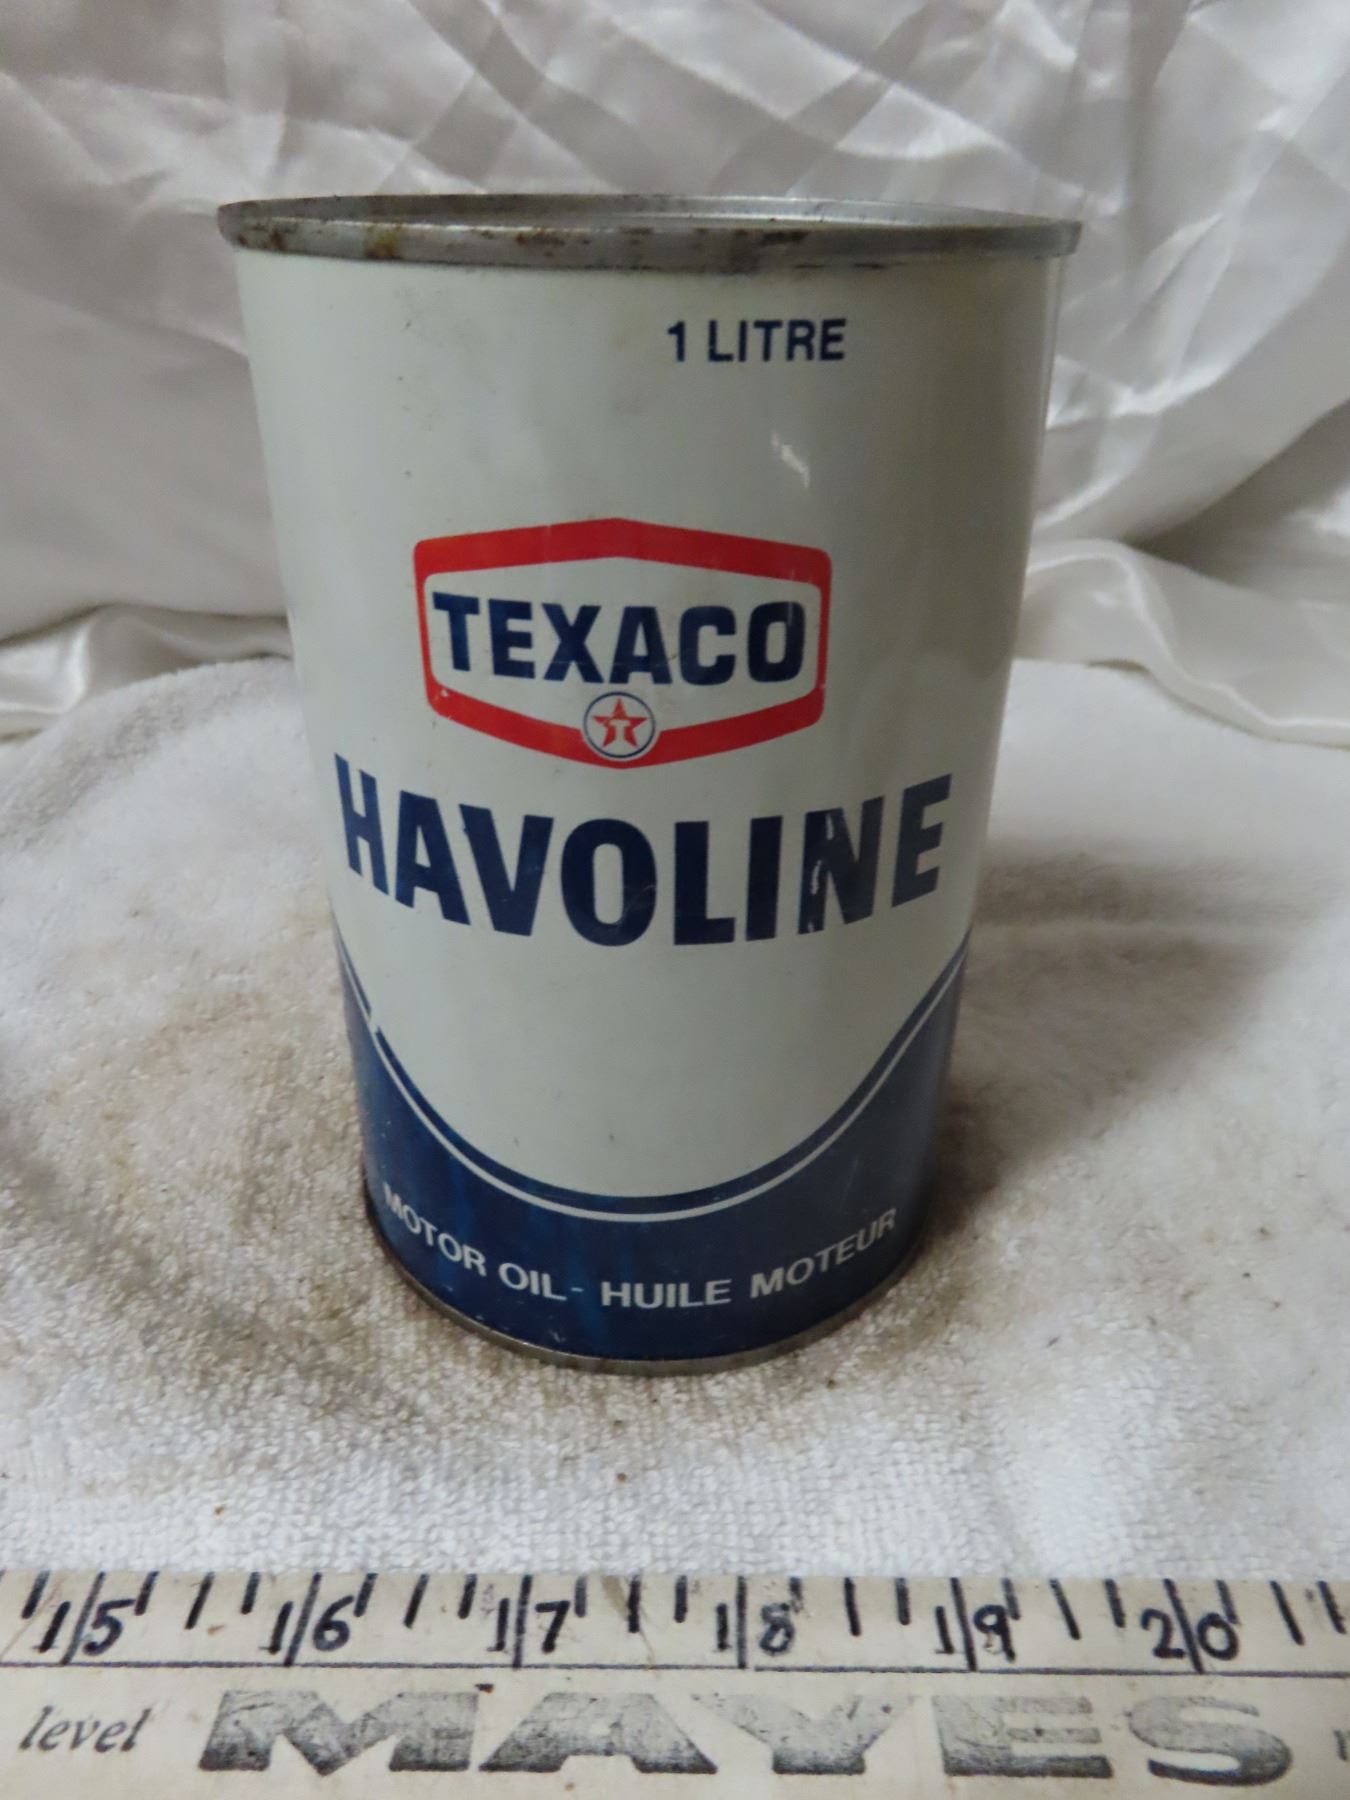 1 LITRE
TEXACO
T
HAVOLINE
MOTOR OIL - HUILE MOTEUR
15 16 17 18 19 20
level MAYES